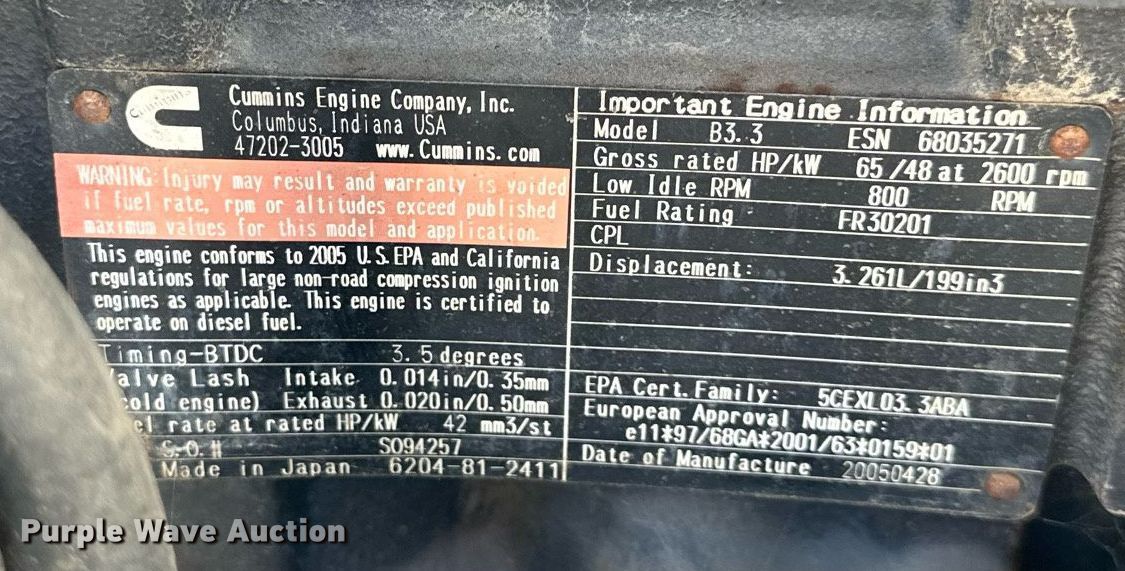 Cummins
Cummins Engine Company, Inc.
Columbus, Indiana USA
47202-3005 www.Cummins.com
WARNING: Injury may result and warranty is voided
if fuel rate, rpm or altitudes exceed published
maximum values for this model and application.
This engine conforms to 2005 U.S.EPA and California
regulations for large non-road compression ignition
engines as applicable. This engine is certified to
operate on diesel fuel.
Timing-BTDC 3.5 degrees
Valve Lash Intake 0.014in/0.35mm
cold engine) Exhaust 0.020in/0.50mm
el rate at rated HP/kW 42 mm3/st
S.O.# SO94257
Made in Japan 6204-81-2411
Important Engine Information
Model B3.3 ESN 68035271
Gross rated HP/kW 65/48 at 2600 rpm
Low Idle RPM 800 RPM
Fuel Rating FR30201
CPL
Displacement: 3.261L/199in3
EPA Cert.Family: 5CEXL03.3ABA
European Approval Number:
e11*97/68GA*2001/63*0159*01
Date of Manufacture 20050428
Purple Wave Auction